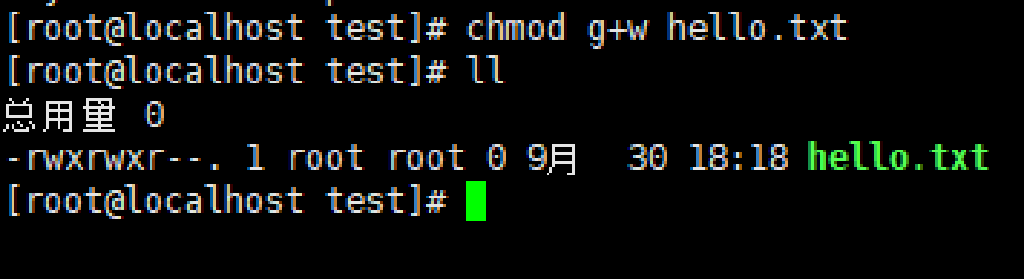 [root@localhost test]# chmod g+w hello.txt
[root@localhost test]# ll
总用量 0
-rwxrwxr--. 1 root root 0 9月   30 18:18 hello.txt
[root@localhost test]#